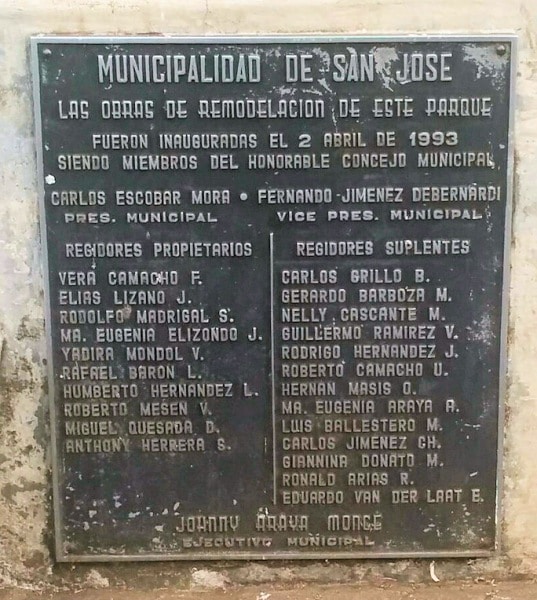 MUNICIPALIDAD DE SAN JOSE
LAS OBRAS DE REMODELACION DE ESTE PARQUE
FUERON INAUGURADAS EL 2 ABRIL DE 1993
SIENDO MIEMBROS DEL HONORABLE CONCEJO MUNICIPAL
CARLOS ESCOBAR MORA • FERNANDO JIMENEZ DEBERNARDI
PRES. MUNICIPAL VICE PRES. MUNICIPAL
REGIDORES PROPIETARIOS
VERA CAMACHO F.
ELIAS LIZANO J.
RODOLFO MADRIGAL S.
MA. EUGENIA ELIZONDO J.
YADIRA MONDOL V.
RAFAEL BARON L.
HUMBERTO HERNANDEZ L.
ROBERTO MESEN V.
MIGUEL QUESADA D.
ANTHONY HERRERA S.
REGIDORES SUPLENTES
CARLOS GRILLO B.
GERARDO BARBOZA M.
NELLY CASCANTE M.
GUILLERMO RAMIREZ V.
RODRIGO HERNANDEZ J.
ROBERTO CAMACHO U.
HERNAN MASIS O.
MA. EUGENIA ARAYA A.
LUIS BALLESTERO M.
CARLOS JIMENEZ CH.
GIANNINA DONATO M.
RONALD ARIAS R.
EDUARDO VAN DER LAAT E.
JOHNNY ARAYA MONGE
EJECUTIVO MUNICIPAL